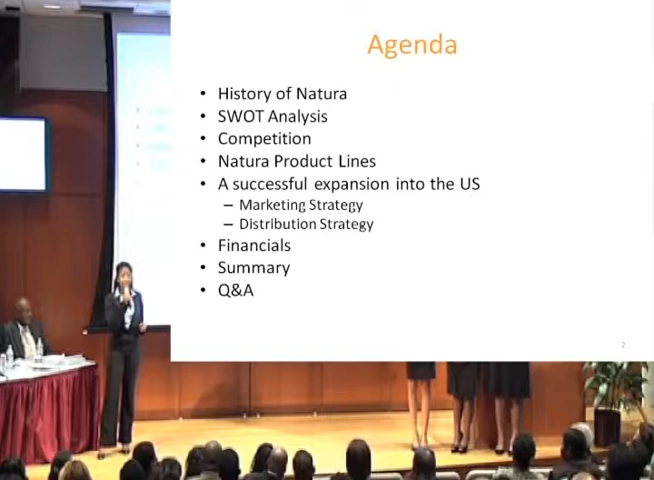 Agenda
• History of Natura
• SWOT Analysis
• Competition
• Natura Product Lines
• A successful expansion into the US
– Marketing Strategy
– Distribution Strategy
• Financials
• Summary
• Q&A
2